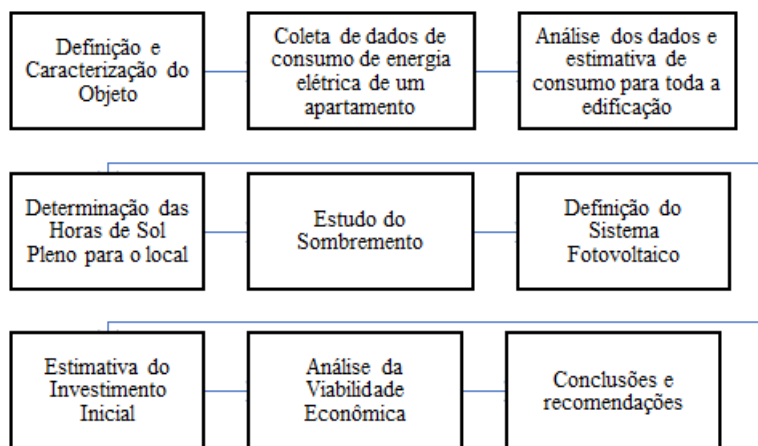 Definição e
Caracterização do
Objeto
Coleta de dados de
consumo de energia
elétrica de um
apartamento
Análise dos dados e
estimativa de
consumo para toda a
edificação
Determinação das
Horas de Sol
Pleno para o local
Estudo do
Sombremento
Definição do
Sistema
Fotovoltaico
Estimativa do
Investimento
Inicial
Análise da
Viabilidade
Econômica
Conclusões e
recomendações